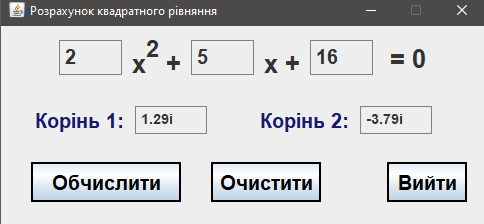 Розрахунок квадратного рівняння
2 x² + 5 x + 16 = 0
Корінь 1: 1.29i Корінь 2: -3.79i
Обчислити Очистити Вийти